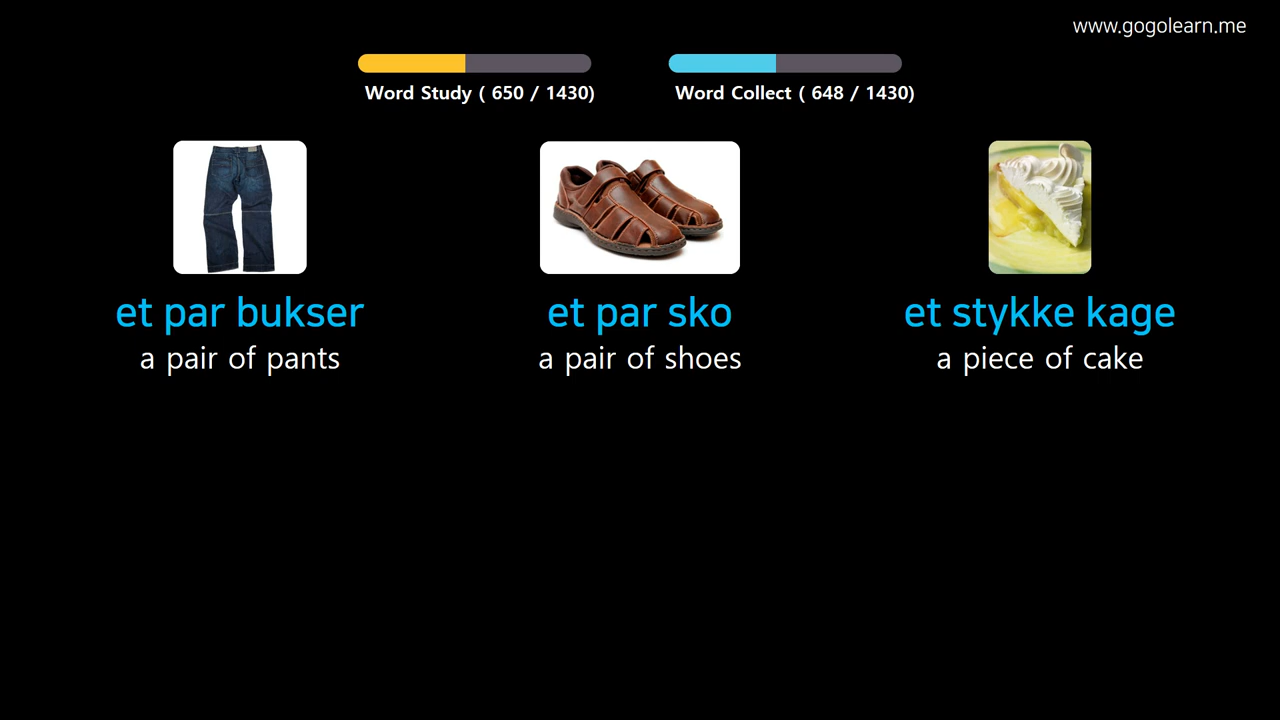 www.gogolearn.me
Word Study ( 650 / 1430)
Word Collect ( 648 / 1430)
et par bukser
a pair of pants
et par sko
a pair of shoes
et stykke kage
a piece of cake